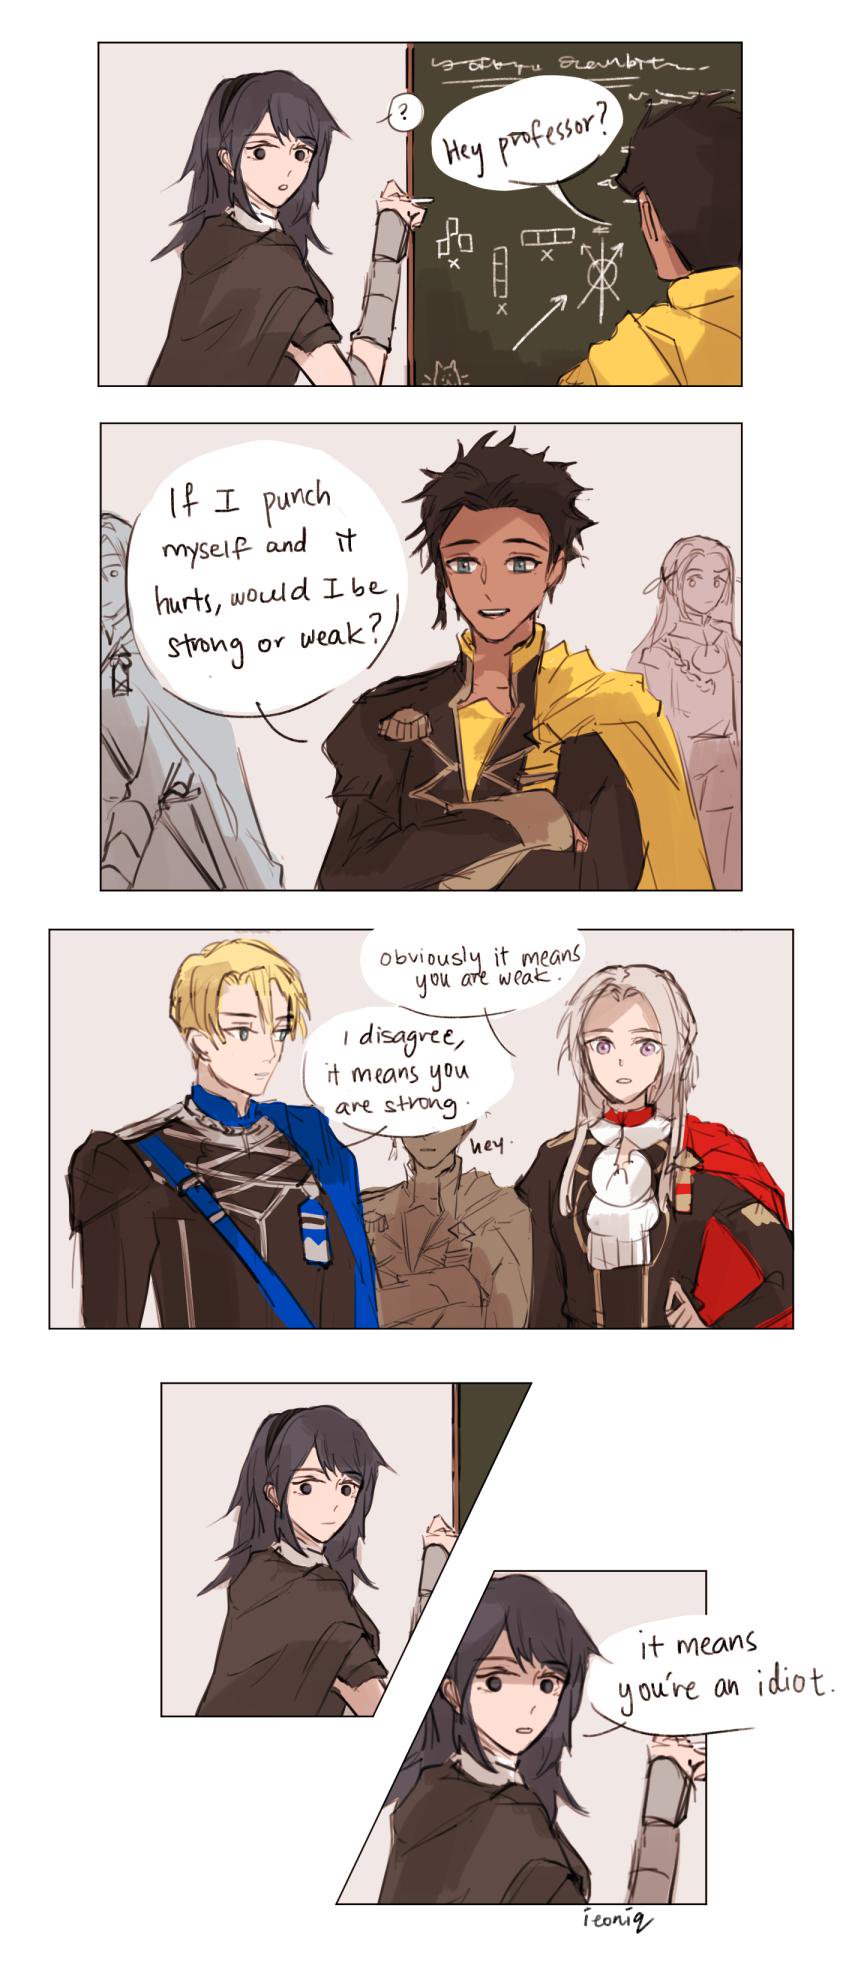 ?
Hey professor?
If I punch
myself and it
hurts, would I be
strong or weak?
obviously it means
you are weak.
I disagree,
it means you
are strong.
hey.
it means
you're an idiot.
ieoniq